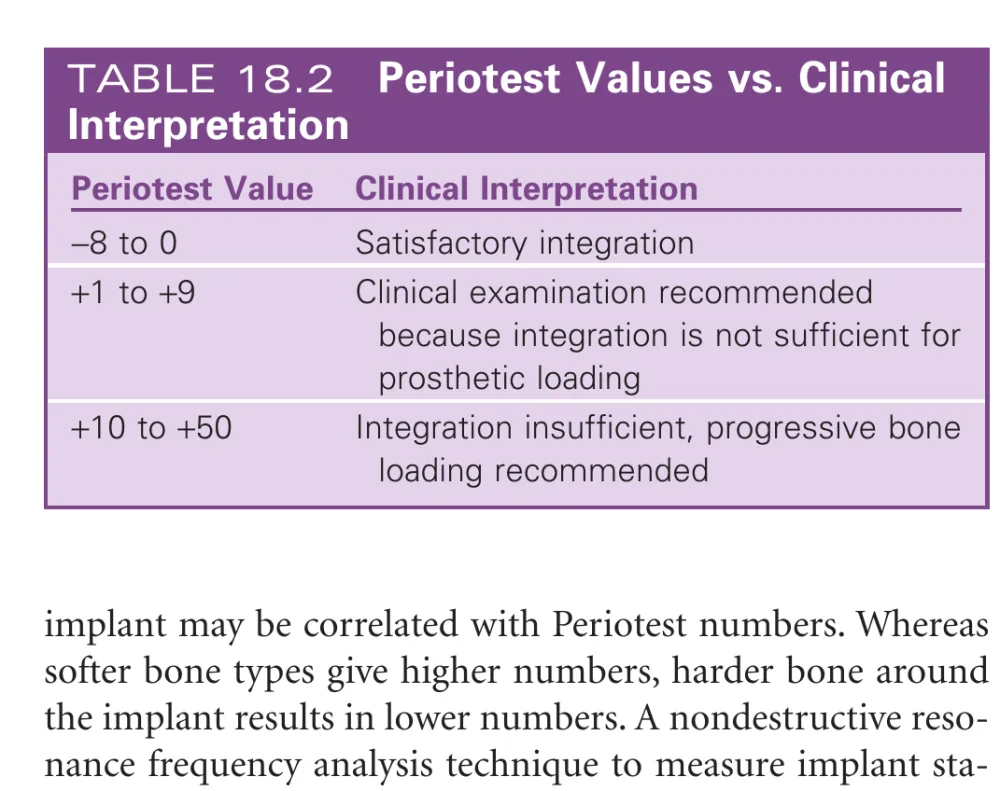 TABLE 18.2 Periotest Values vs. Clinical
Interpretation
Periotest Value Clinical Interpretation
–8 to 0 Satisfactory integration
+1 to +9 Clinical examination recommended
because integration is not sufficient for
prosthetic loading
+10 to +50 Integration insufficient, progressive bone
loading recommended
implant may be correlated with Periotest numbers. Whereas
softer bone types give higher numbers, harder bone around
the implant results in lower numbers. A nondestructive reso-
nance frequency analysis technique to measure implant sta-